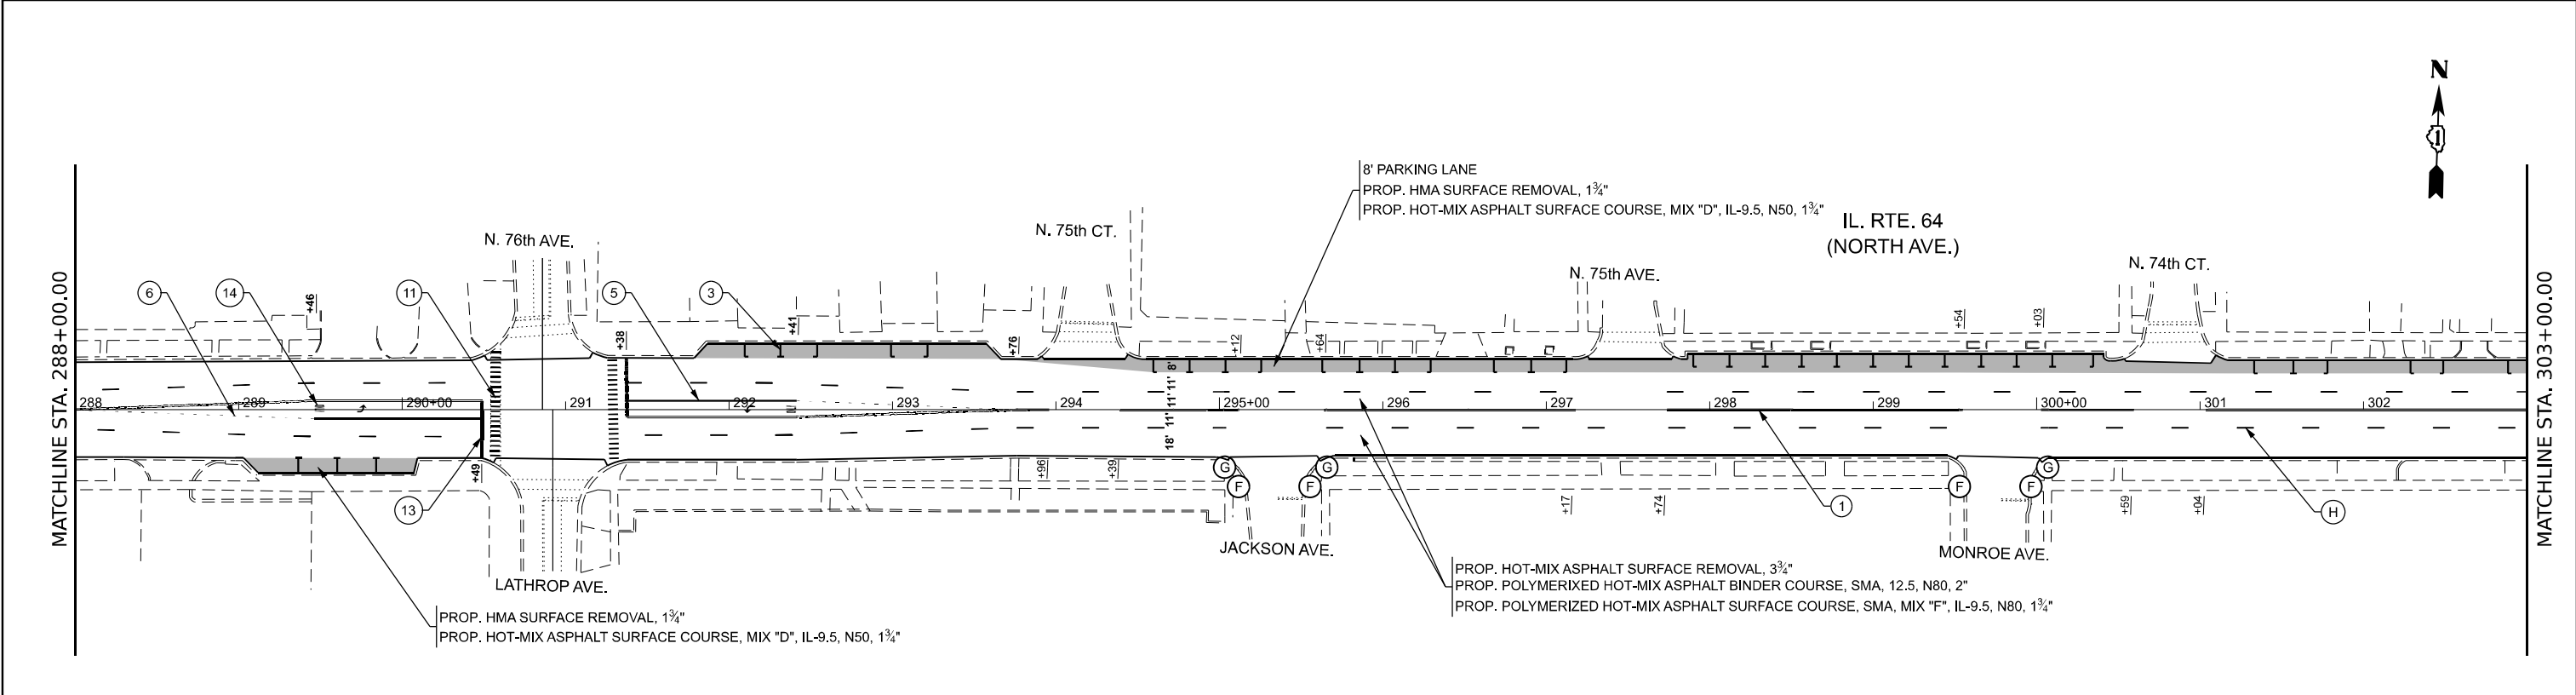 N
1
8' PARKING LANE
PROP. HMA SURFACE REMOVAL, 1¾"
PROP. HOT-MIX ASPHALT SURFACE COURSE, MIX "D", IL-9.5, N50, 1¾"
IL. RTE. 64
(NORTH AVE.)
N. 76th AVE.
N. 75th CT.
N. 75th AVE.
N. 74th CT.
MATCHLINE STA. 288+00.00
MATCHLINE STA. 303+00.00
6
14
11
5
3
+46
+38
+41
+76
+12
+64
+54
+03
8'
11'
11'
11'
11'
18'
288
289
290+00
291
292
293
294
295+00
296
297
298
299
300+00
301
302
+49
+96
+39
G
F
G
F
+17
+74
F
F
G
+59
+04
13
1
H
LATHROP AVE.
JACKSON AVE.
MONROE AVE.
PROP. HMA SURFACE REMOVAL, 1¾"
PROP. HOT-MIX ASPHALT SURFACE COURSE, MIX "D", IL-9.5, N50, 1¾"
PROP. HOT-MIX ASPHALT SURFACE REMOVAL, 3¾"
PROP. POLYMERIXED HOT-MIX ASPHALT BINDER COURSE, SMA, 12.5, N80, 2"
PROP. POLYMERIZED HOT-MIX ASPHALT SURFACE COURSE, SMA, MIX "F", IL-9.5, N80, 1¾"